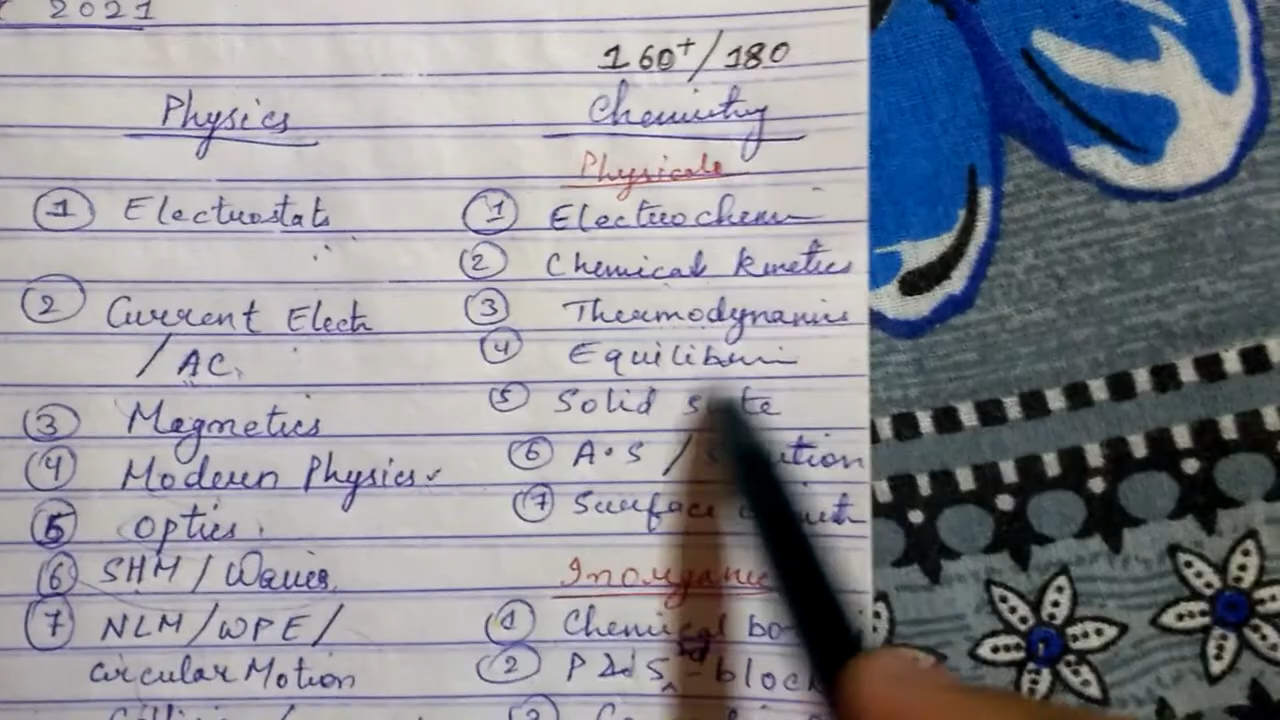 2021
160+/180
Physics
Chemistry
Physical
① Electrostats
② Current Elect
/ AC.
③ Magnetics
④ Modern Physics
⑤ Optics
⑥ SHM / Waves
⑦ NLM / WPE /
circular Motion
① Electrochem
② Chemical kinetics
③ Thermodynamics
④ Equilibri
⑤ Solid
⑥ A.S /
⑦ Surface
Inorganic
① Chemical
② P d S - block